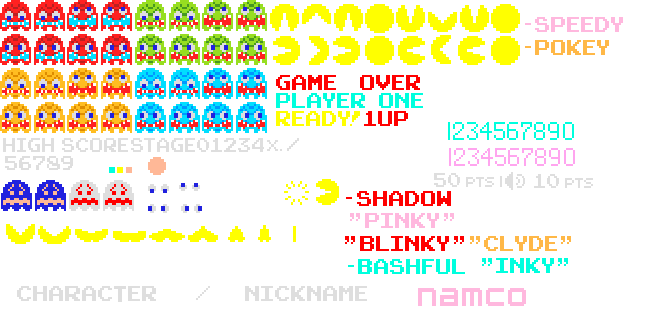 -SPEEDY
-POKEY
GAME OVER
PLAYER ONE
READY! 1UP
1234567890
HIGH SCORESTAGE01234X./
56789
1234567890
50 PTS 10 PTS
-SHADOW
"PINKY"
"BLINKY" "CLYDE"
-BASHFUL "INKY"
CHARACTER / NICKNAME
namco